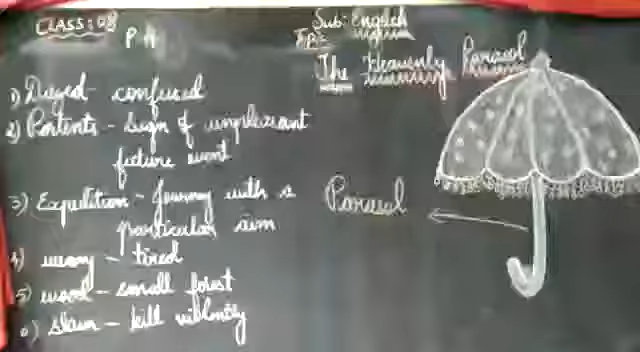 CLASS: 08
Sub: English
The Heavenly Parasol
1) Dazed - confused
2) Portents - sign of unpleasant
future event
3) Expedition - Journey with a
particular aim
Parasol
4) weary - tired
5) wood - small forest
6) slain - kill violently